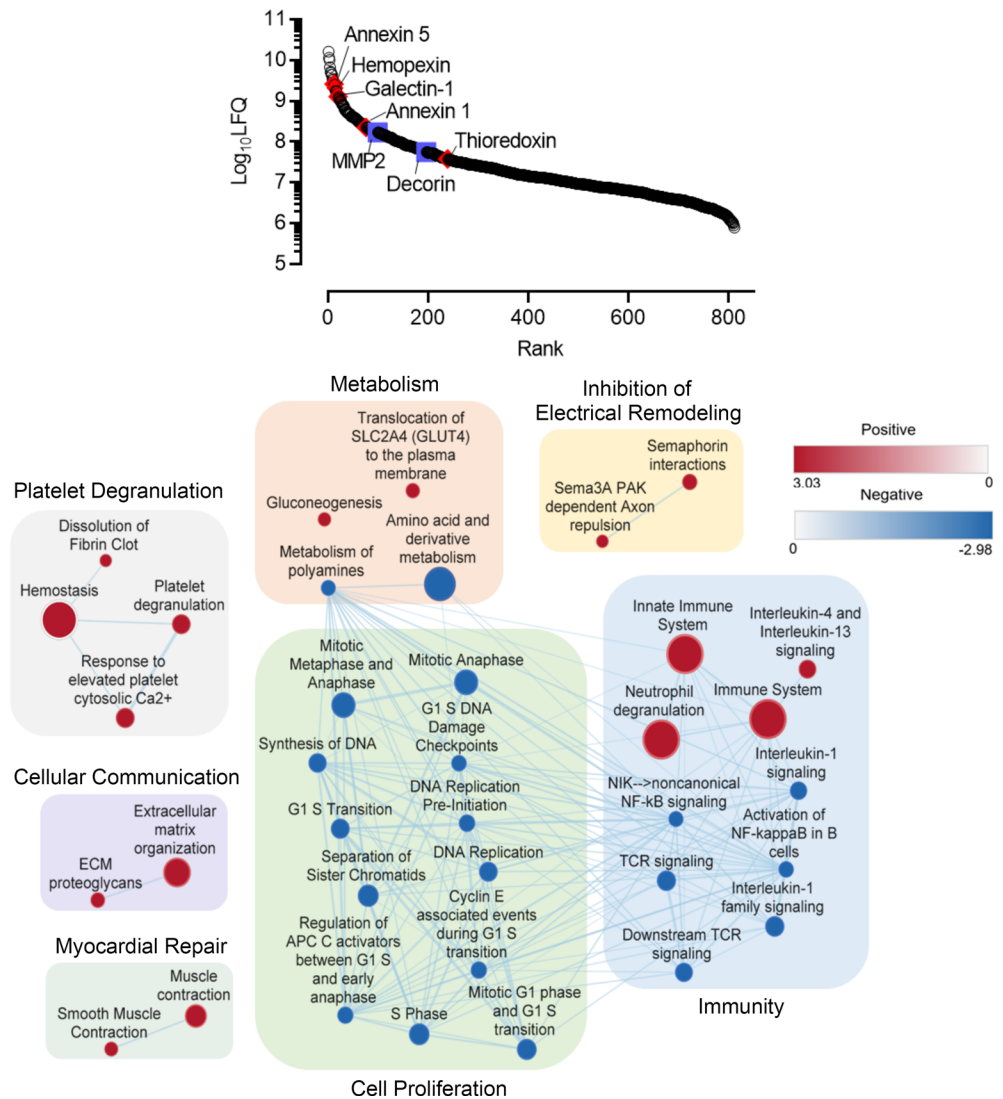 11
10
9
8
7
6
5
Log10LFQ
Annexin 5
Hemopexin
Galectin-1
Annexin 1
MMP2
Decorin
Thioredoxin
0
200
400
600
800
Rank
Metabolism
Translocation of
SLC2A4 (GLUT4)
to the plasma
membrane
Gluconeogenesis
Amino acid and
derivative
metabolism
Metabolism of
polyamines
Inhibition of
Electrical Remodeling
Semaphorin
interactions
Sema3A PAK
dependent Axon
repulsion
Positive
3.03
0
Negative
0
-2.98
Platelet Degranulation
Dissolution of
Fibrin Clot
Hemostasis
Platelet
degranulation
Response to
elevated platelet
cytosolic Ca2+
Cellular Communication
Extracellular
matrix
organization
ECM
proteoglycans
Myocardial Repair
Muscle
contraction
Smooth Muscle
Contraction
Mitotic
Metaphase and
Anaphase
Mitotic Anaphase
G1 S DNA
Damage
Checkpoints
Synthesis of DNA
DNA Replication
Pre-Initiation
G1 S Transition
DNA Replication
Separation of
Sister Chromatids
Cyclin E
associated events
during G1 S
transition
Regulation of
APC C activators
between G1 S
and early
anaphase
S Phase
Mitotic G1 phase
and G1 S
transition
Cell Proliferation
Innate Immune
System
Interleukin-4 and
Interleukin-13
signaling
Neutrophil
degranulation
Immune System
Interleukin-1
signaling
NIK-->noncanonical
NF-kB signaling
Activation of
NF-kappaB in B
cells
TCR signaling
Interleukin-1
family signaling
Downstream TCR
signaling
Immunity